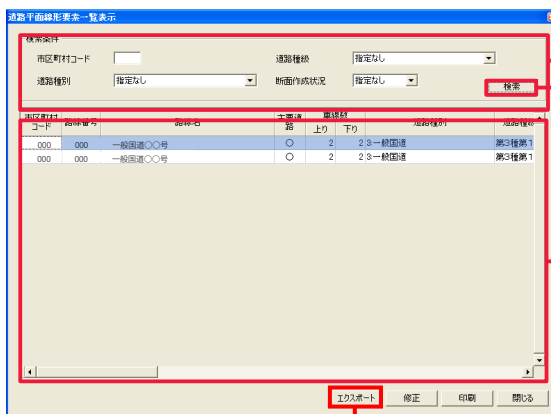 道路平面線形要素一覧表示
検索条件
市区町村コード 道路種級 指定なし
道路種別 指定なし 断面作成状況 指定なし
検索
市区町村コード 路線番号 路線名 主要道路 車線数 上り 下り 道路種別 道路種級
000 000 一般国道○○号 ○ 2 2 3:一般国道 第3種第1
000 000 一般国道○○号 ○ 2 2 3:一般国道 第3種第1
エクスポート 修正 印刷 閉じる